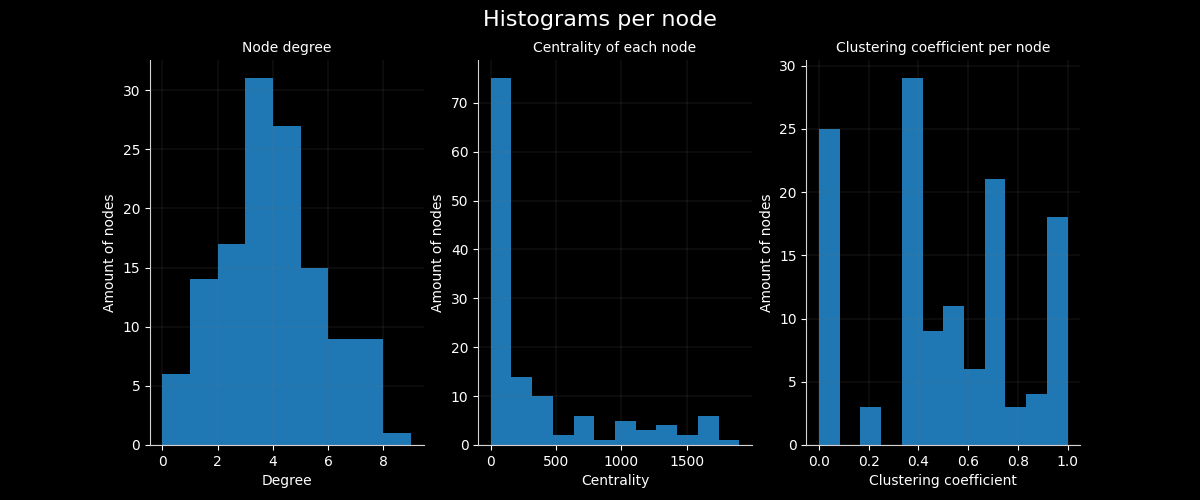 Histograms per node
Node degree
Amount of nodes
30
25
20
15
10
5
0
0 2 4 6 8
Degree
Centrality of each node
Amount of nodes
70
60
50
40
30
20
10
0
0 500 1000 1500
Centrality
Clustering coefficient per node
Amount of nodes
30
25
20
15
10
5
0
0.0 0.2 0.4 0.6 0.8 1.0
Clustering coefficient